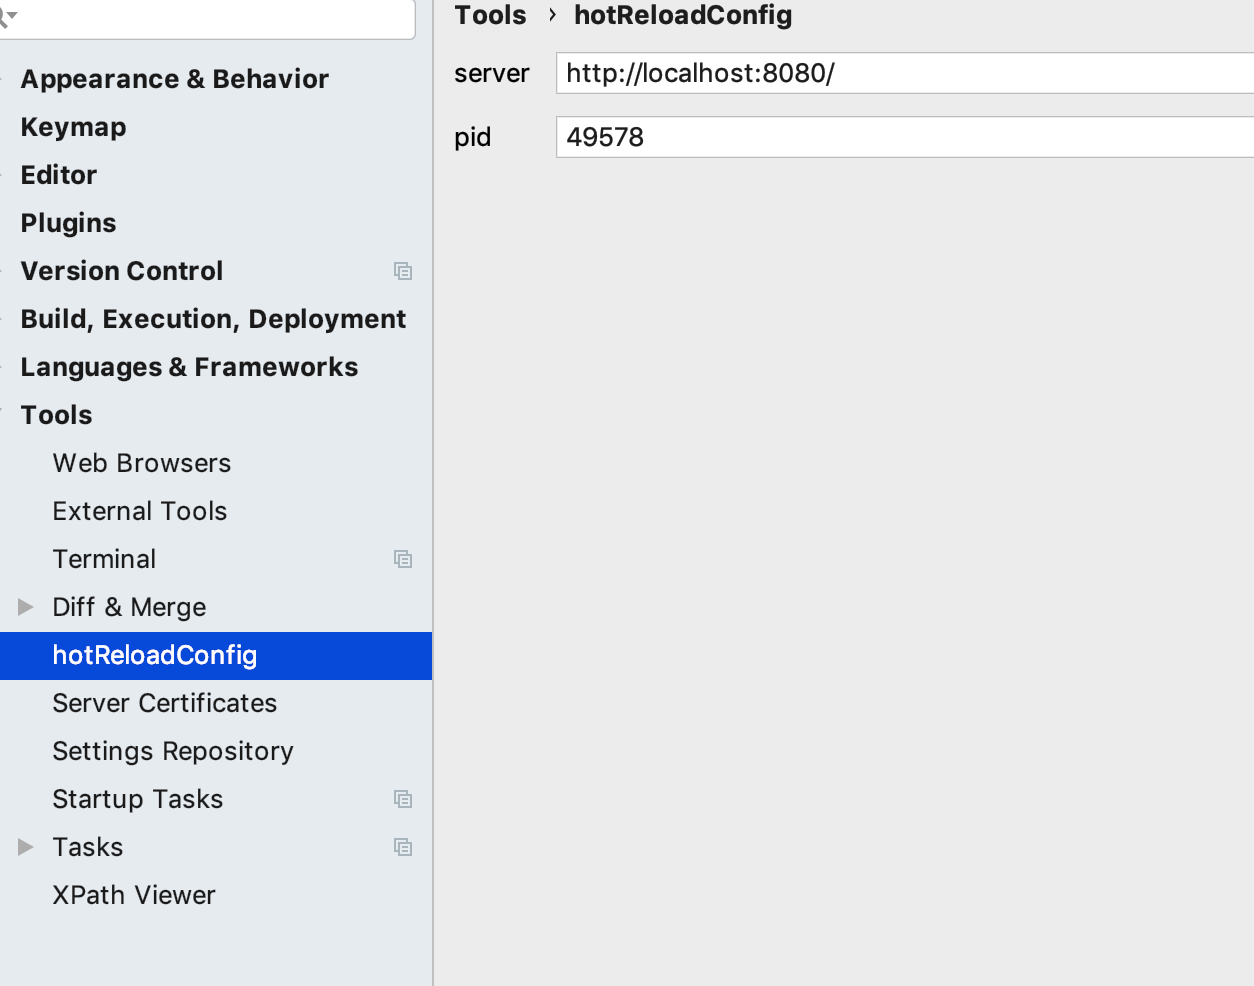 Tools › hotReloadConfig
server http://localhost:8080/
pid 49578
Appearance & Behavior
Keymap
Editor
Plugins
Version Control
Build, Execution, Deployment
Languages & Frameworks
Tools
Web Browsers
External Tools
Terminal
Diff & Merge
hotReloadConfig
Server Certificates
Settings Repository
Startup Tasks
Tasks
XPath Viewer